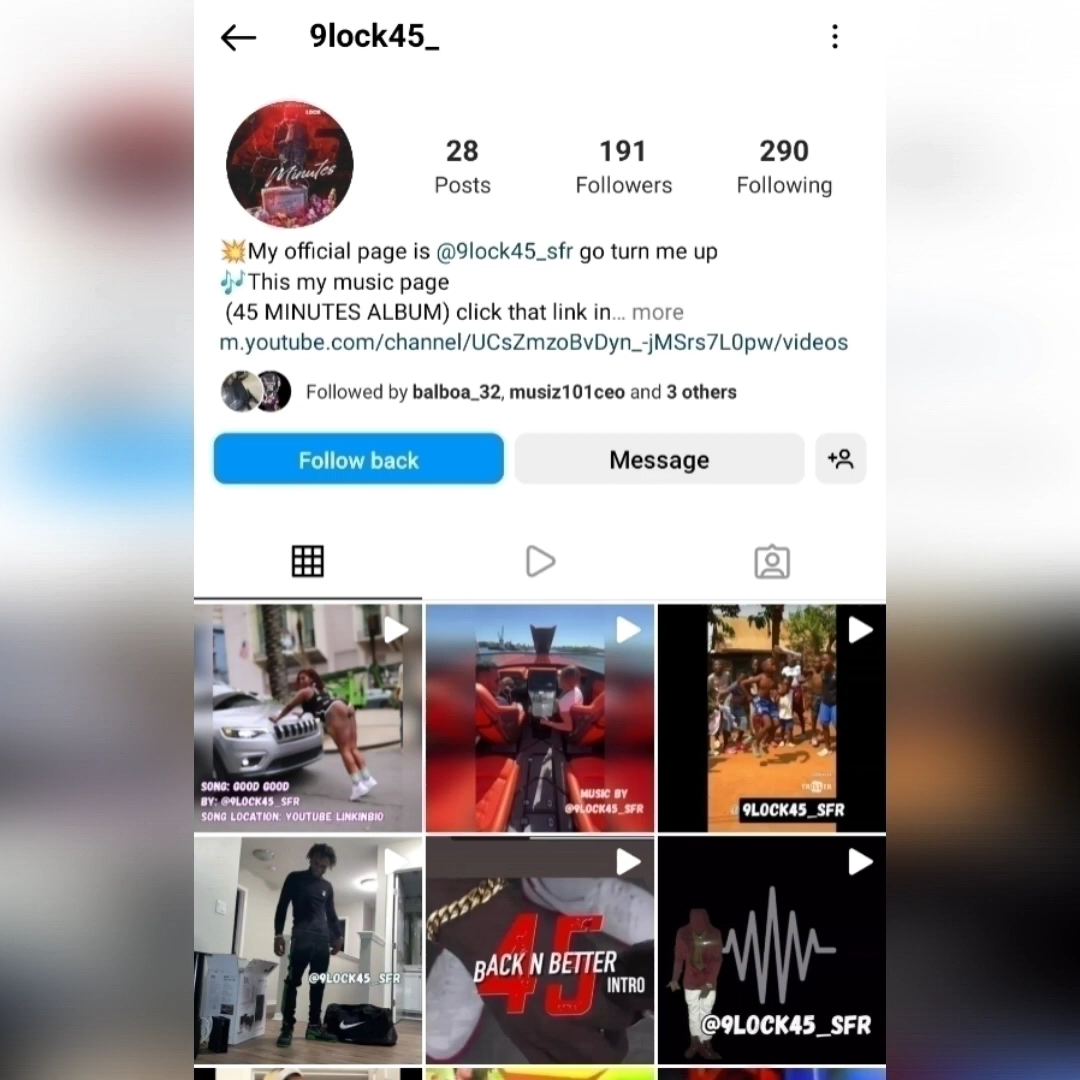 9lock45_
LOCK
Minutes
28
191
290
Posts
Followers
Following
💥My official page is @9lock45_sfr go turn me up
🎶This my music page
(45 MINUTES ALBUM) click that link in... more
m.youtube.com/channel/UCsZmzoBvDyn_-jMSrs7L0pw/videos
Followed by balboa_32, musiz101ceo and 3 others
Follow back
Message
SONG: GOOD GOOD
BY: @9LOCK45_SFR
SONG LOCATION: YOUTUBE LINKINBIO
MUSIC BY
@9LOCK45_SFR
TRILLER
@9LOCK45_SFR
@9LOCK45_SFR
45
BACK N BETTER
INTRO
@9LOCK45_SFR